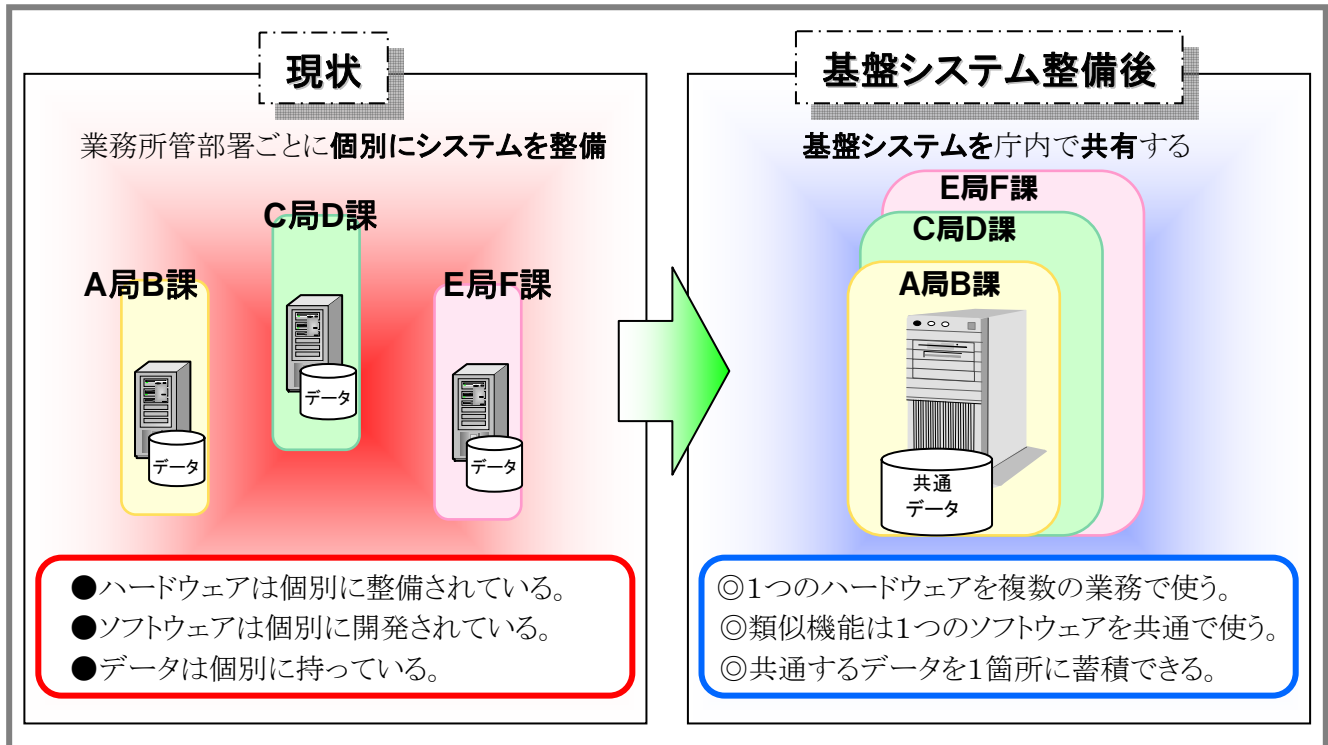 現状
業務所管部署ごとに個別にシステムを整備
C局D課
A局B課
E局F課
データ
データ
データ
●ハードウェアは個別に整備されている。
●ソフトウェアは個別に開発されている。
●データは個別に持っている。
基盤システム整備後
基盤システムを庁内で共有する
E局F課
C局D課
A局B課
共通
データ
◎1つのハードウェアを複数の業務で使う。
◎類似機能は1つのソフトウェアを共通で使う。
◎共通するデータを1箇所に蓄積できる。